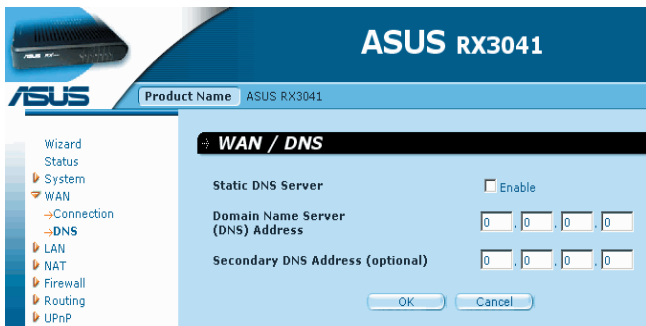 ASUS RX3041
ASUS
Product Name ASUS RX3041
Wizard
Status
System
WAN
→Connection
→DNS
LAN
NAT
Firewall
Routing
UPnP
WAN / DNS
Static DNS Server Enable
Domain Name Server
(DNS) Address 0 . 0 . 0 . 0
Secondary DNS Address (optional) 0 . 0 . 0 . 0
OK Cancel